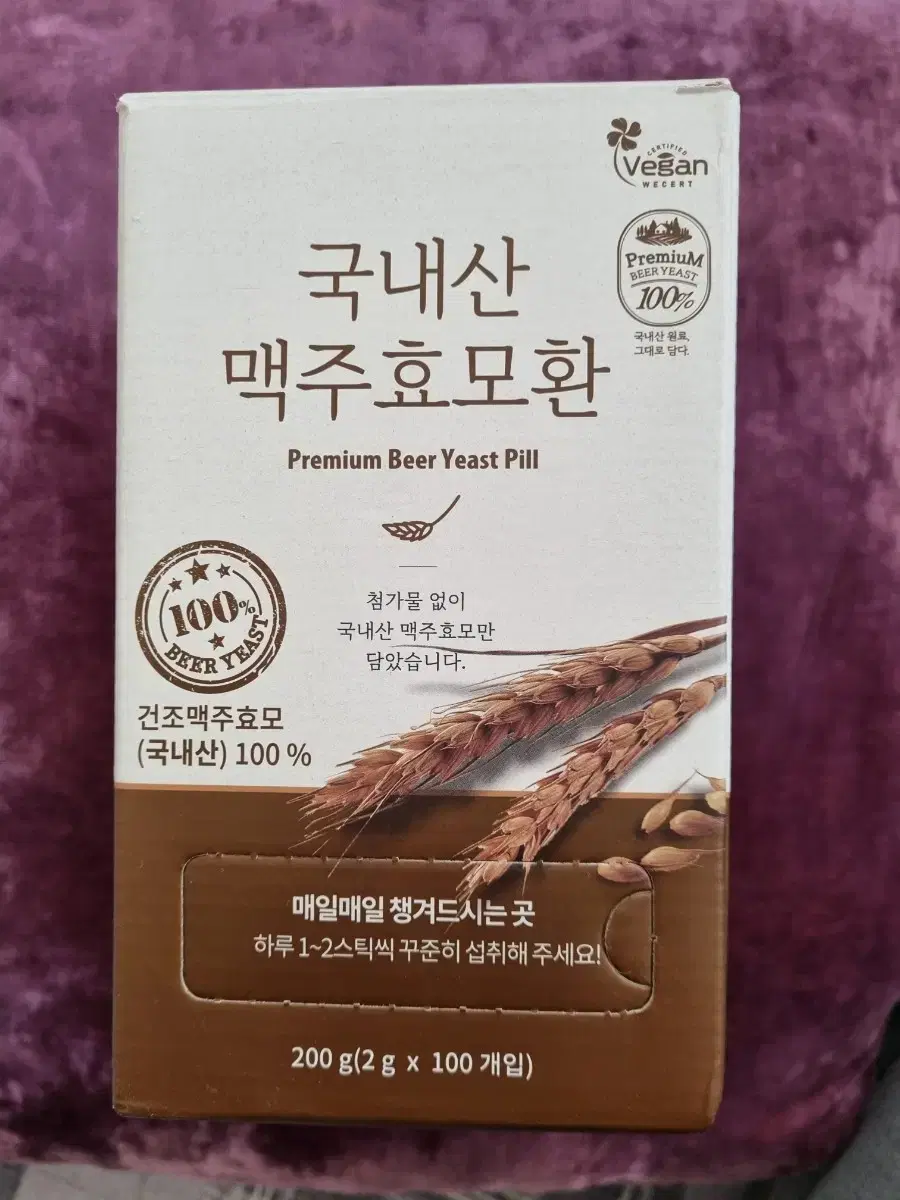 CERTIFIED
Vegan
WECERT
PremiuM
BEER YEAST
100%
국내산 원료,
그대로 담다.
국내산
맥주효모환
Premium Beer Yeast Pill
첨가물 없이
국내산 맥주효모만
담았습니다.
100%
BEER YEAST
건조맥주효모
(국내산) 100 %
매일매일 챙겨드시는 곳
하루 1~2스틱씩 꾸준히 섭취해 주세요!
200 g(2 g x 100 개입)